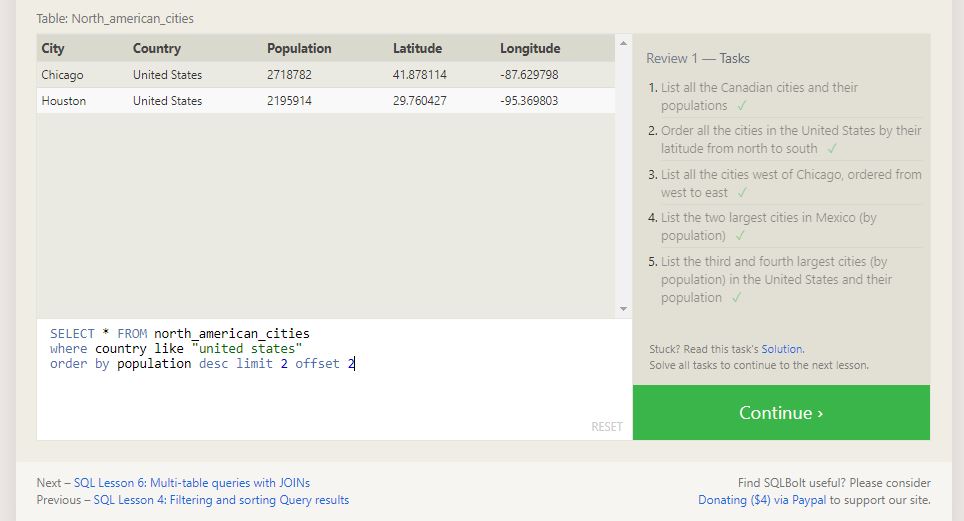 Table: North_american_cities
City Country Population Latitude Longitude
Chicago United States 2718782 41.878114 -87.629798
Houston United States 2195914 29.760427 -95.369803
SELECT * FROM north_american_cities
where country like "united states"
order by population desc limit 2 offset 2
RESET
Review 1 — Tasks
1. List all the Canadian cities and their
populations ✓
2. Order all the cities in the United States by their
latitude from north to south ✓
3. List all the cities west of Chicago, ordered from
west to east ✓
4. List the two largest cities in Mexico (by
population) ✓
5. List the third and fourth largest cities (by
population) in the United States and their
population ✓
Stuck? Read this task's Solution.
Solve all tasks to continue to the next lesson.
Continue ›
Next – SQL Lesson 6: Multi-table queries with JOINs
Previous – SQL Lesson 4: Filtering and sorting Query results
Find SQLBolt useful? Please consider
Donating ($4) via Paypal to support our site.